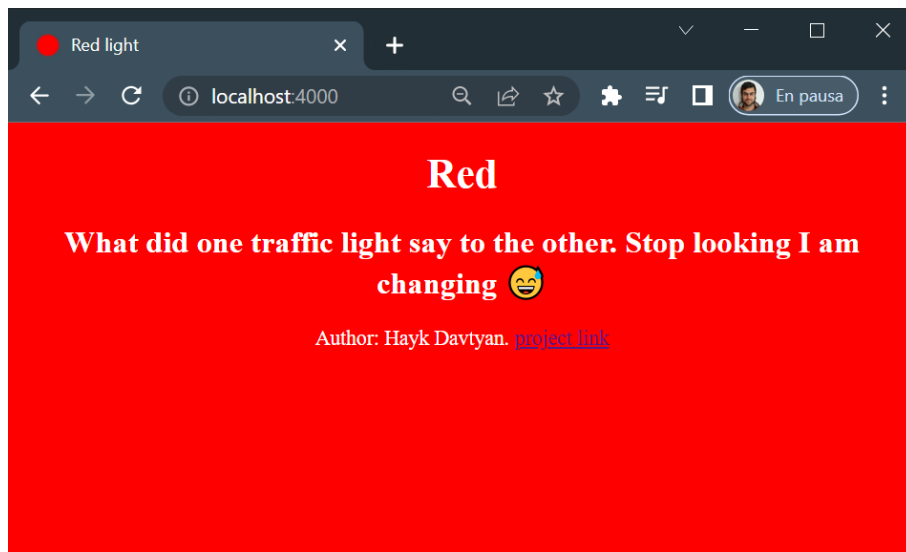 Red light
localhost:4000
En pausa
Red
What did one traffic light say to the other. Stop looking I am
changing 😅
Author: Hayk Davtyan. project link